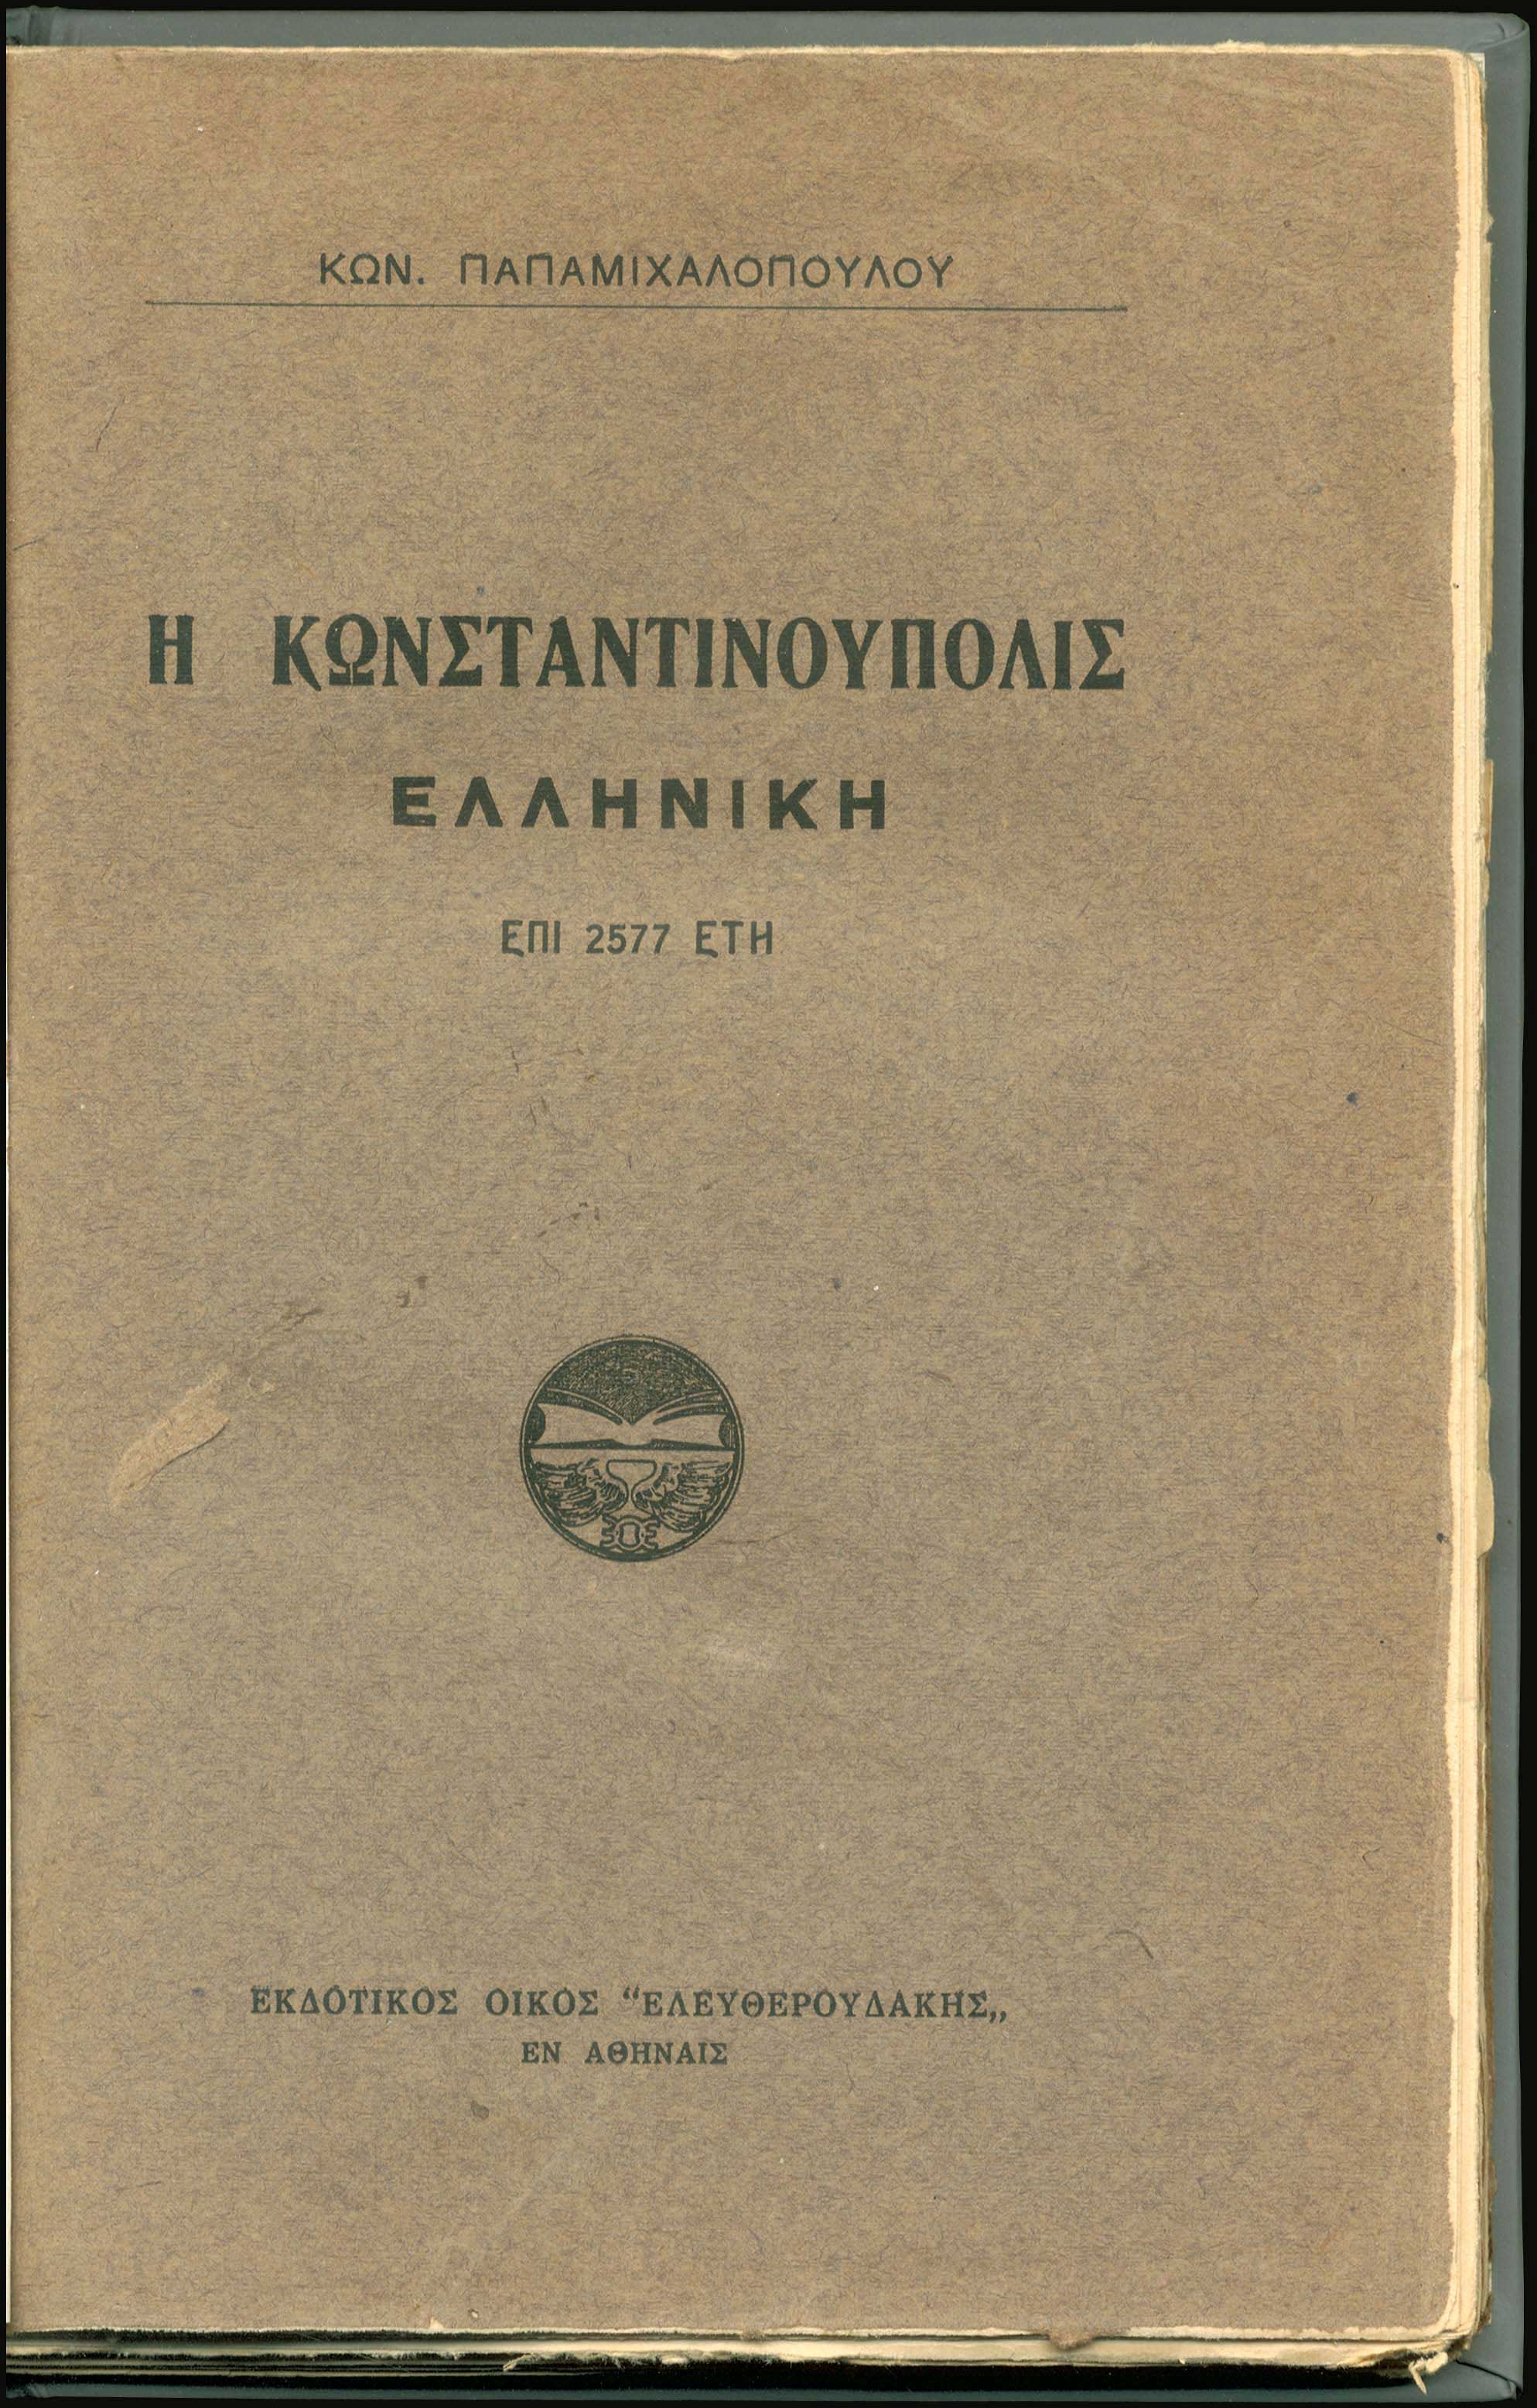 ΚΩΝ. ΠΑΠΑΜΙΧΑΛΟΠΟΥΛΟΥ
Η ΚΩΝΣΤΑΝΤΙΝΟΥΠΟΛΙΣ
ΕΛΛΗΝΙΚΗ
ΕΠΙ 2577 ΕΤΗ
ΕΚΔΟΤΙΚΟΣ ΟΙΚΟΣ “ΕΛΕΥΘΕΡΟΥΔΑΚΗΣ„
ΕΝ ΑΘΗΝΑΙΣ